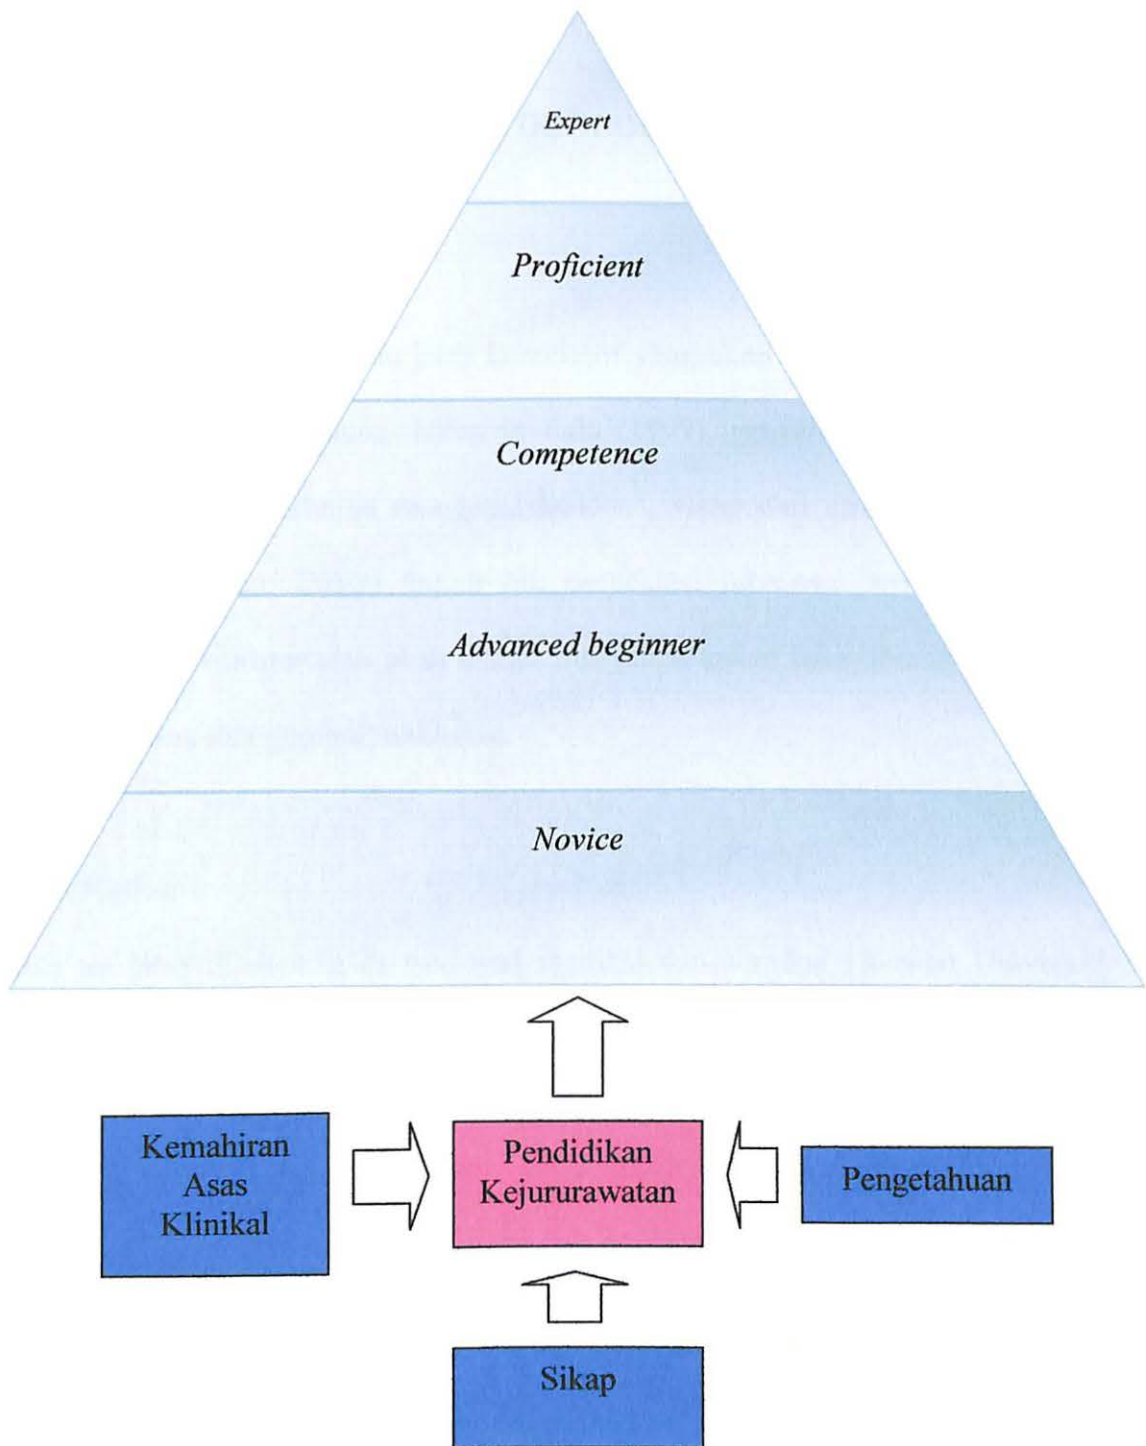 Expert
Proficient
Competence
Advanced beginner
Novice
Kemahiran
Asas
Klinikal
Pendidikan
Kejururawatan
Pengetahuan
Sikap